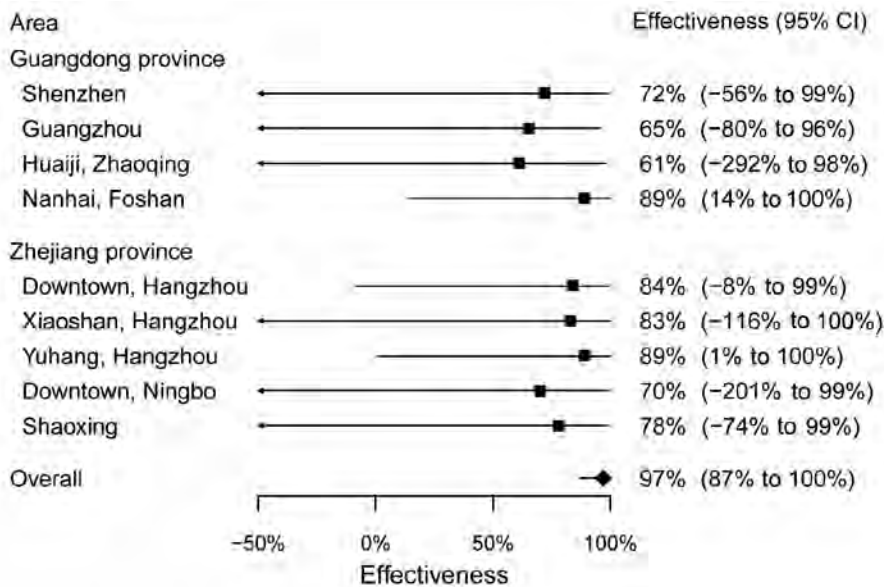 Area Effectiveness (95% CI)
Guangdong province
Shenzhen 72% (−56% to 99%)
Guangzhou 65% (−80% to 96%)
Huaiji, Zhaoqing 61% (−292% to 98%)
Nanhai, Foshan 89% (14% to 100%)
Zhejiang province
Downtown, Hangzhou 84% (−8% to 99%)
Xiaoshan, Hangzhou 83% (−116% to 100%)
Yuhang, Hangzhou 89% (1% to 100%)
Downtown, Ningbo 70% (−201% to 99%)
Shaoxing 78% (−74% to 99%)
Overall 97% (87% to 100%)
−50% 0% 50% 100%
Effectiveness